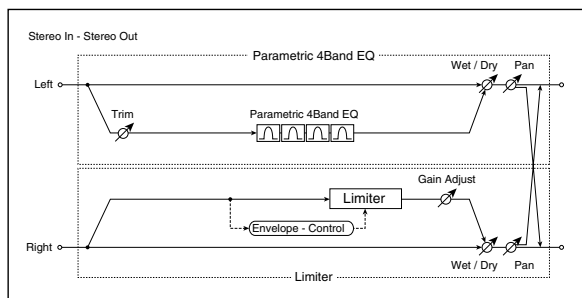 Stereo In - Stereo Out
Parametric 4Band EQ
Wet / Dry
Pan
Left
Trim
Parametric 4Band EQ
Gain Adjust
Limiter
Envelope - Control
Right
Wet / Dry
Pan
Limiter